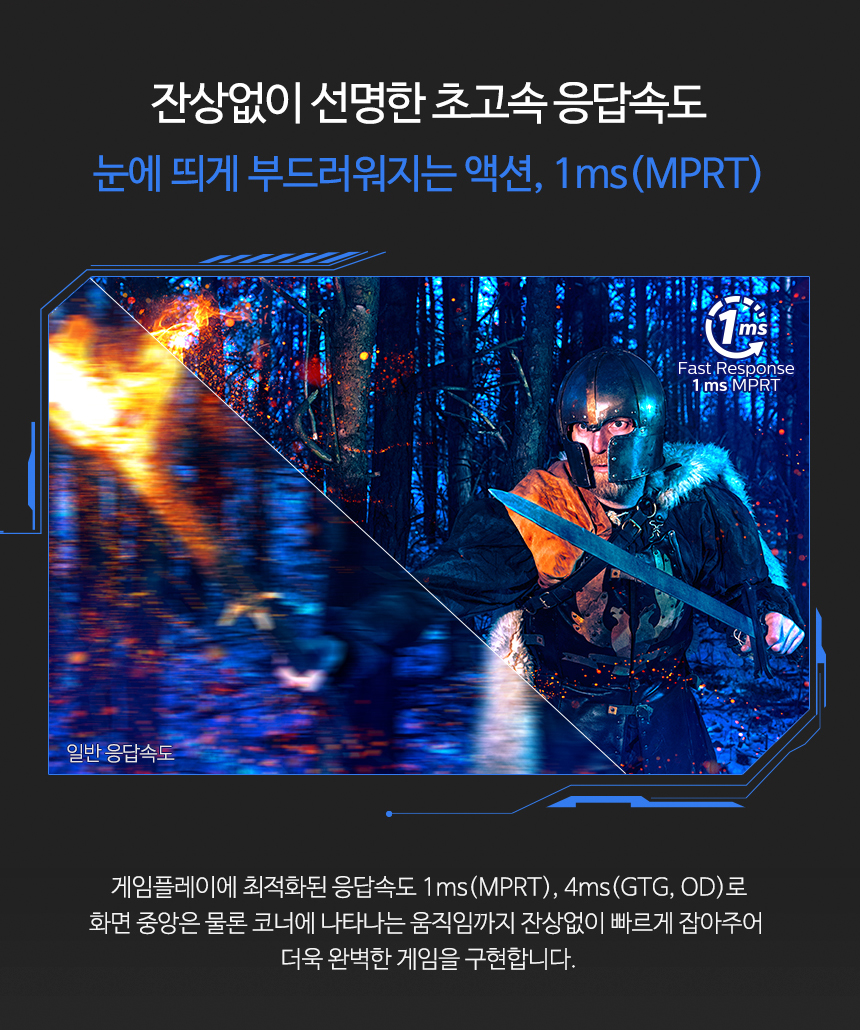 잔상없이 선명한 초고속 응답속도
눈에 띄게 부드러워지는 액션, 1ms(MPRT)
1ms
Fast Response
1 ms MPRT
일반 응답속도
게임플레이에 최적화된 응답속도 1ms(MPRT), 4ms(GTG, OD)로
화면 중앙은 물론 코너에 나타나는 움직임까지 잔상없이 빠르게 잡아주어
더욱 완벽한 게임을 구현합니다.